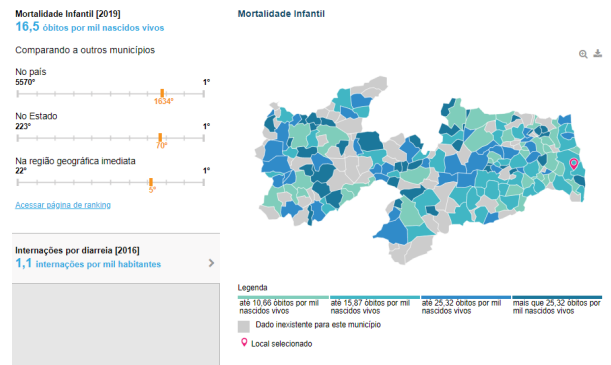 Mortalidade Infantil [2019]
16,5 óbitos por mil nascidos vivos
Comparando a outros municípios
No país
5570º 1º
1634º
No Estado
223º 1º
70º
Na região geográfica imediata
22º 1º
5º
Acessar página de ranking
Internações por diarreia [2016]
1,1 internações por mil habitantes
Mortalidade Infantil
Legenda
até 10,66 óbitos por mil nascidos vivos
até 15,87 óbitos por mil nascidos vivos
até 25,32 óbitos por mil nascidos vivos
mais que 25,32 óbitos por mil nascidos vivos
Dado inexistente para este município
Local selecionado